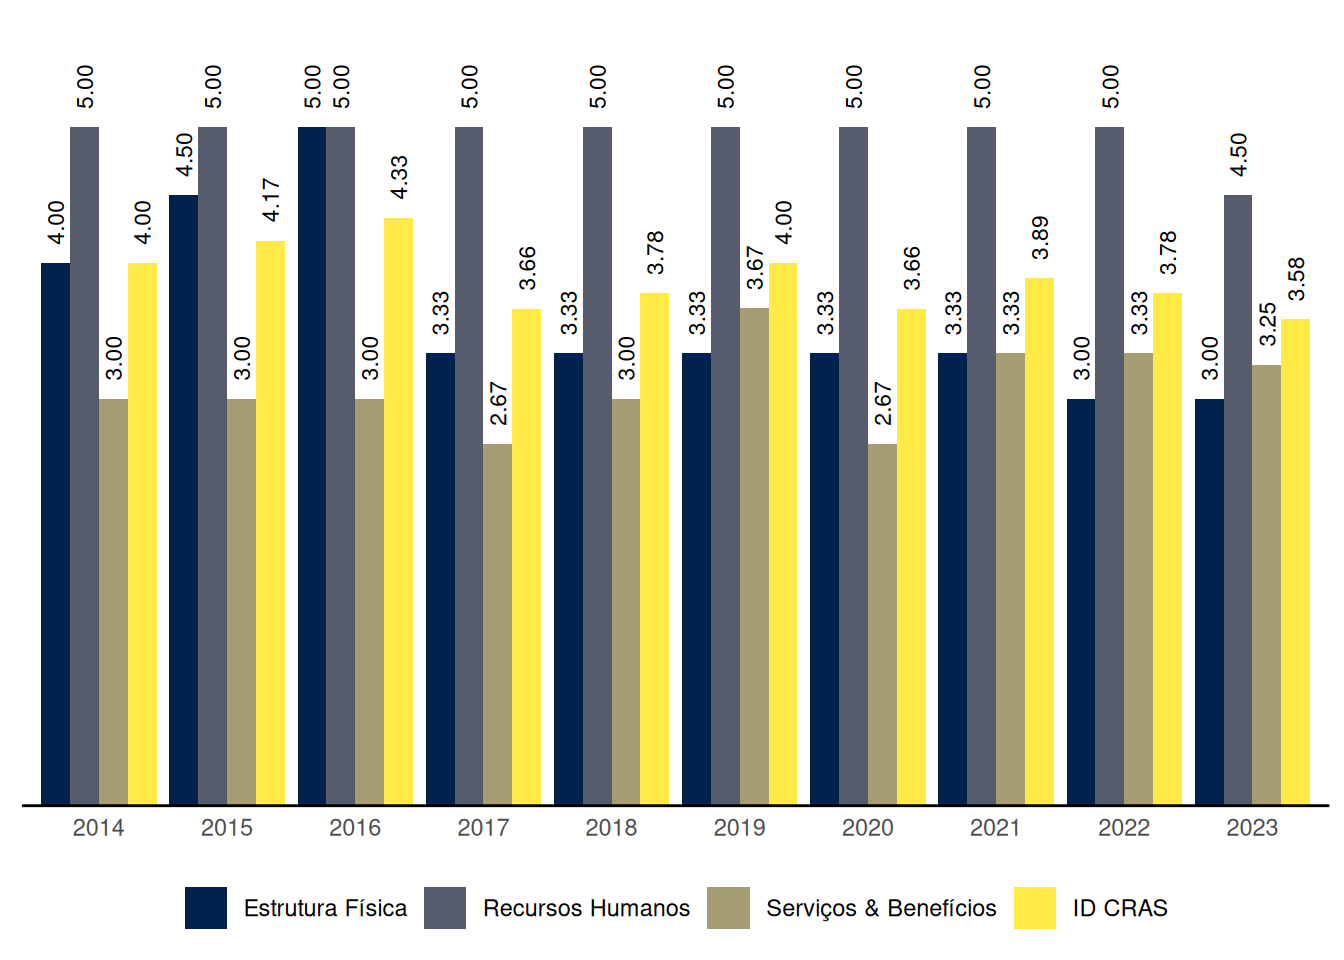 4.00 5.00 3.00 4.00
4.50 5.00 3.00 4.17
5.00 5.00 3.00 4.33
3.33 5.00 2.67 3.66
3.33 5.00 3.00 3.78
3.33 5.00 3.67 4.00
3.33 5.00 2.67 3.66
3.33 5.00 3.33 3.89
3.00 5.00 3.33 3.78
3.00 4.50 3.25 3.58
2014 2015 2016 2017 2018 2019 2020 2021 2022 2023
Estrutura Física Recursos Humanos Serviços & Benefícios ID CRAS